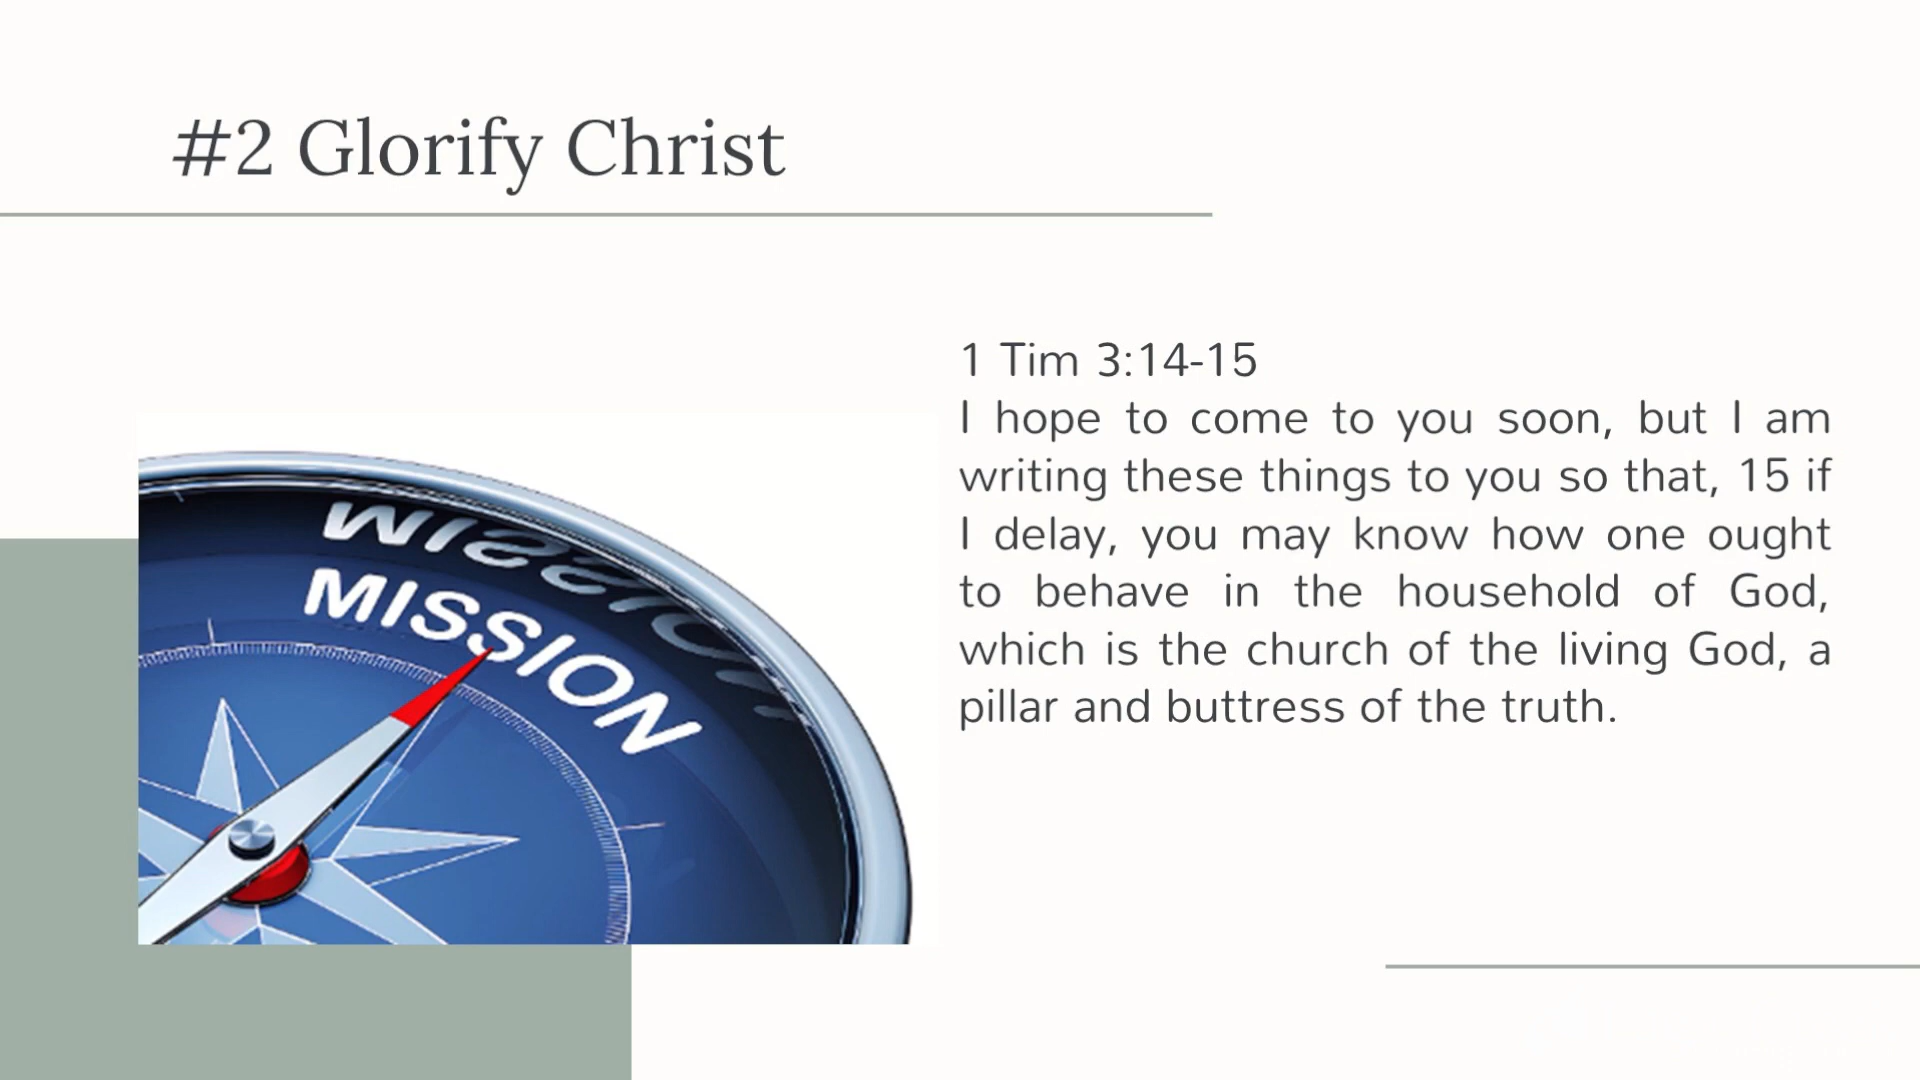 #2 Glorify Christ
1 Tim 3:14-15
I hope to come to you soon, but I am
writing these things to you so that, 15 if
I delay, you may know how one ought
to behave in the household of God,
which is the church of the living God, a
pillar and buttress of the truth.
MISSION